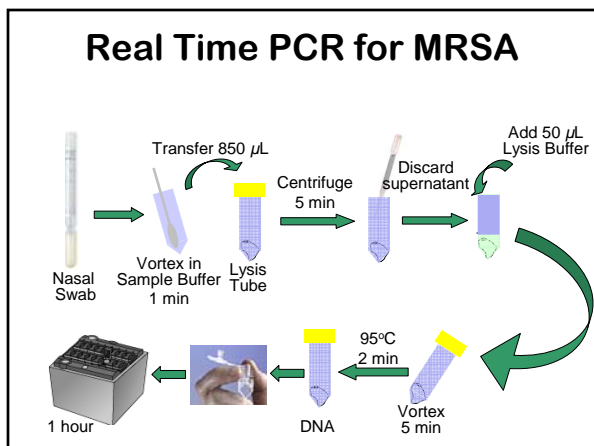 Real Time PCR for MRSA
Transfer 850 µL
Add 50 µL
Lysis Buffer
Centrifuge
5 min
Discard
supernatant
Nasal
Swab
Vortex in
Sample Buffer
1 min
Lysis
Tube
95ºC
2 min
1 hour
DNA
Vortex
5 min